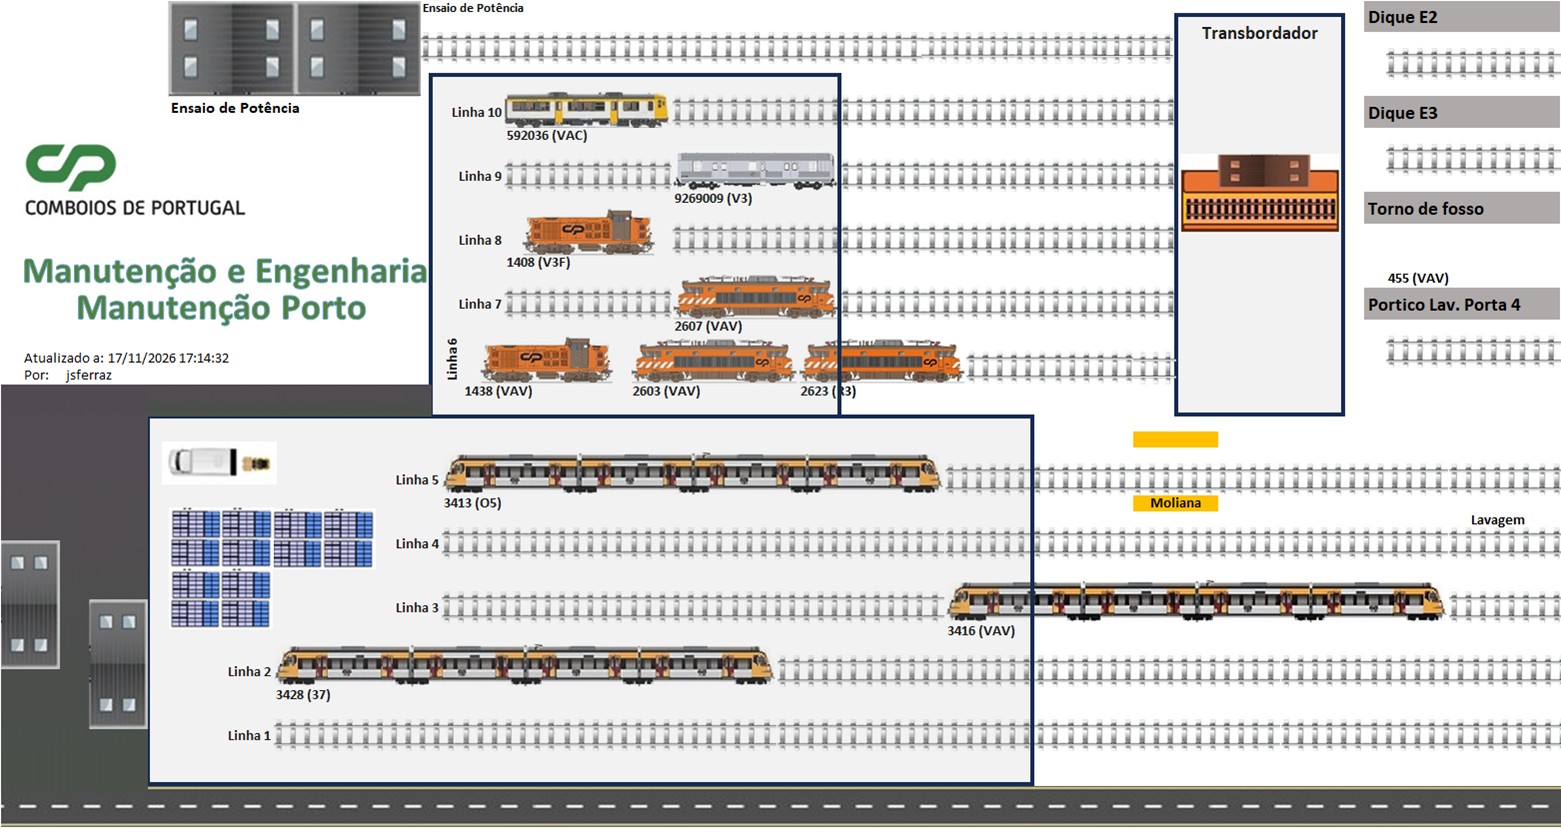 Ensaio de Potência
Transbordador
Dique E2
Ensaio de Potência
Linha 10
592036 (VAC)
Dique E3
CP
COMBOIOS DE PORTUGAL
Linha 9
9269009 (V3)
Torno de fosso
Linha 8
1408 (V3F)
Manutenção e Engenharia
Manutenção Porto
455 (VAV)
Portico Lav. Porta 4
Linha 7
2607 (VAV)
Atualizado a: 17/11/2026 17:14:32
Por: jsferraz
Linha 6
1438 (VAV)
2603 (VAV)
2623 (R3)
Linha 5
3413 (O5)
Moliana
Lavagem
Linha 4
Linha 3
3416 (VAV)
Linha 2
3428 (37)
Linha 1